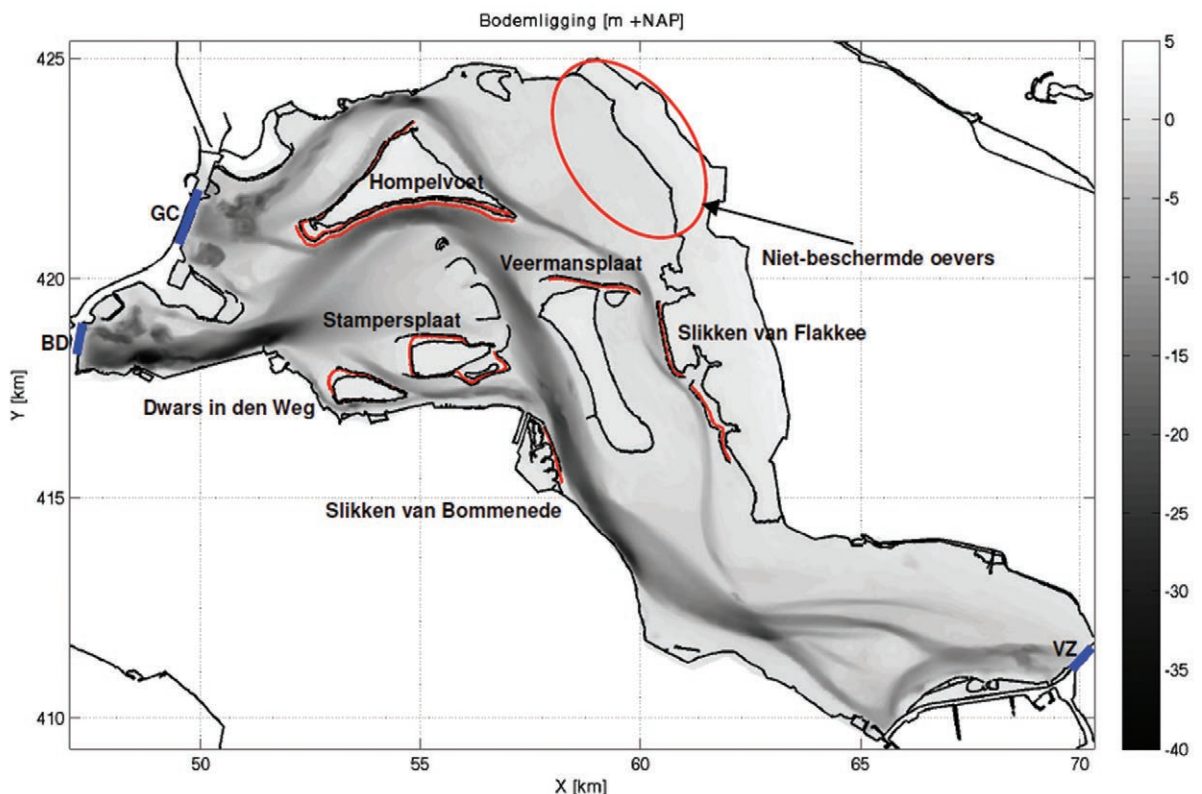 Bodemligging [m +NAP]
425
420
415
410
Y [km]
50
55
60
65
70
X [km]
5
0
-5
-10
-15
-20
-25
-30
-35
-40
GC
Hompelvoet
Veermansplaat
Niet-beschermde oevers
BD
Stampersplaat
Slikken van Flakkee
Dwars in den Weg
Slikken van Bommenede
VZ